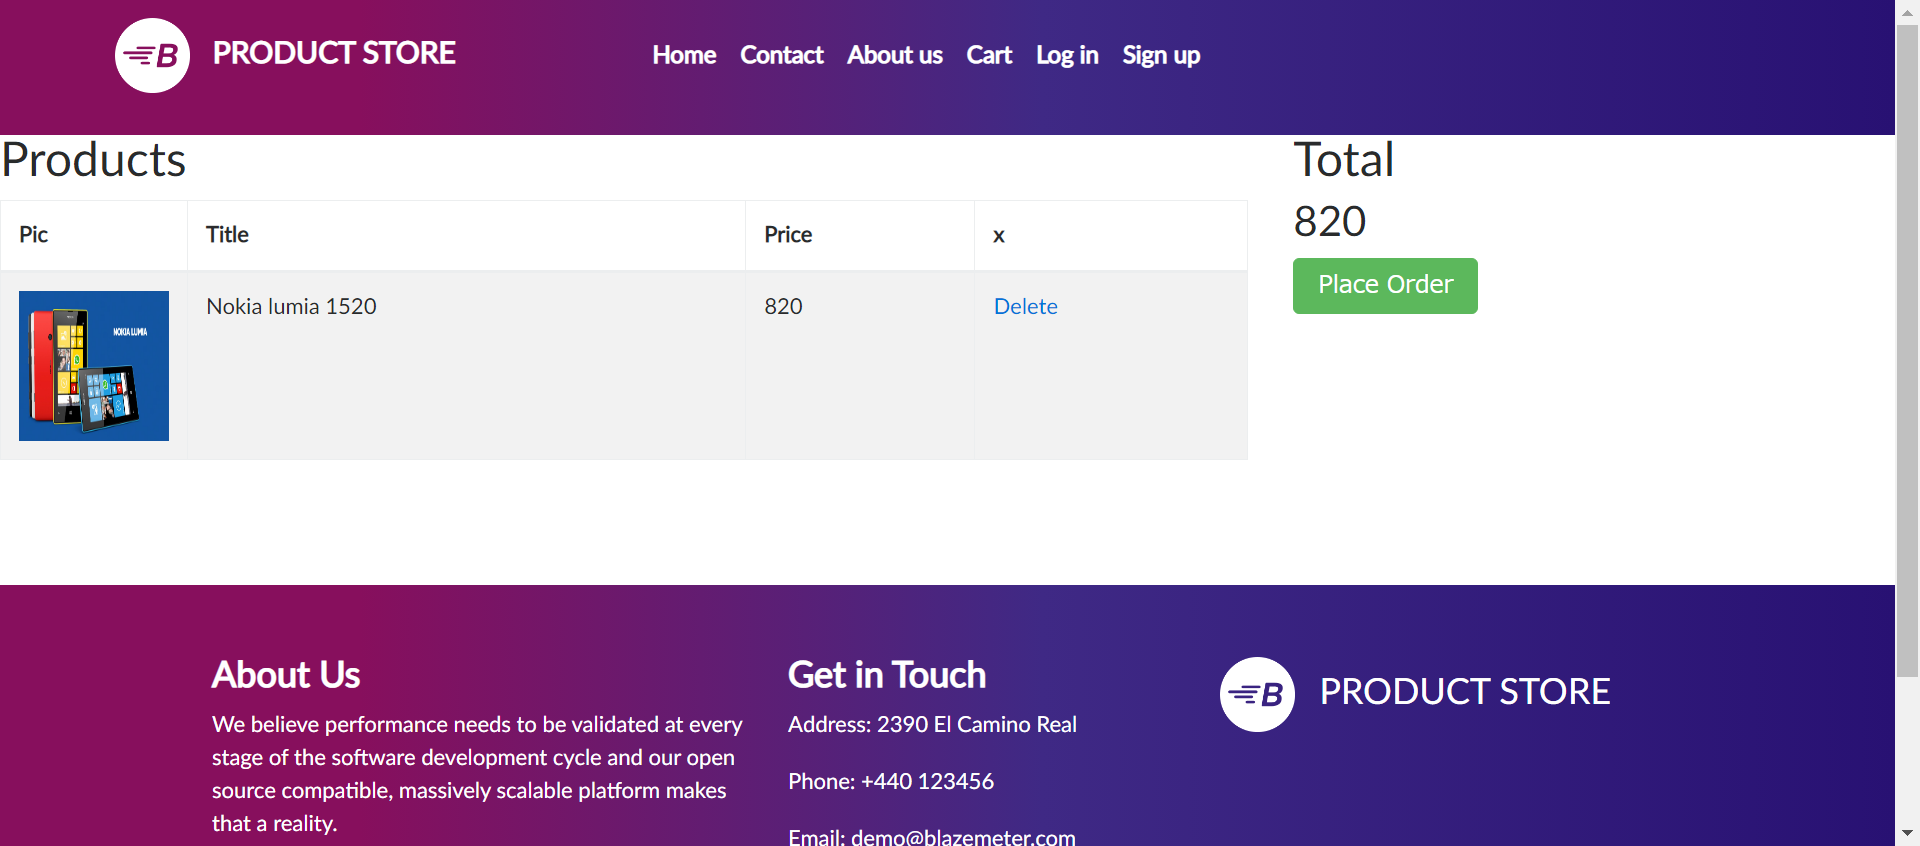 B PRODUCT STORE
Home Contact About us Cart Log in Sign up
Products
Pic Title Price x
NOKIA LUMIA
Nokia lumia 1520 820 Delete
Total
820
Place Order
About Us
We believe performance needs to be validated at every
stage of the software development cycle and our open
source compatible, massively scalable platform makes
that a reality.
Get in Touch
Address: 2390 El Camino Real
Phone: +440 123456
Email: demo@blazemeter.com
B PRODUCT STORE